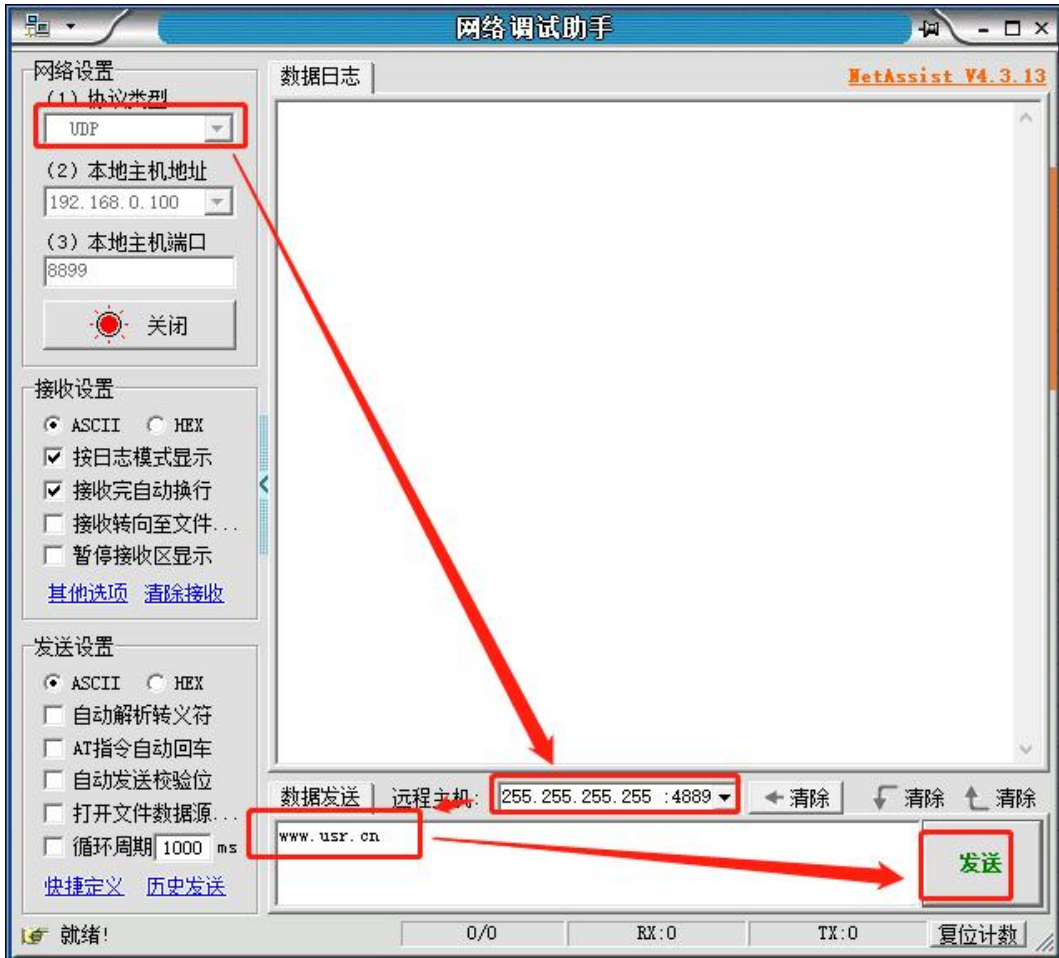 网络调试助手
网络设置
(1) 协议类型
UDP
(2) 本地主机地址
192.168.0.100
(3) 本地主机端口
8899
关闭
接收设置
ASCII HEX
按日志模式显示
接收完自动换行
接收转向至文件...
暂停接收区显示
其他选项 清除接收
发送设置
ASCII HEX
自动解析转义符
AT指令自动回车
自动发送校验位
打开文件数据源...
循环周期 1000 ms
快捷定义 历史发送
数据日志
NetAssist V4.3.13
数据发送 远程主机: 255.255.255.255 :4889 清除 清除 清除
www.usr.cn
发送
就绪! 0/0 RX:0 TX:0 复位计数